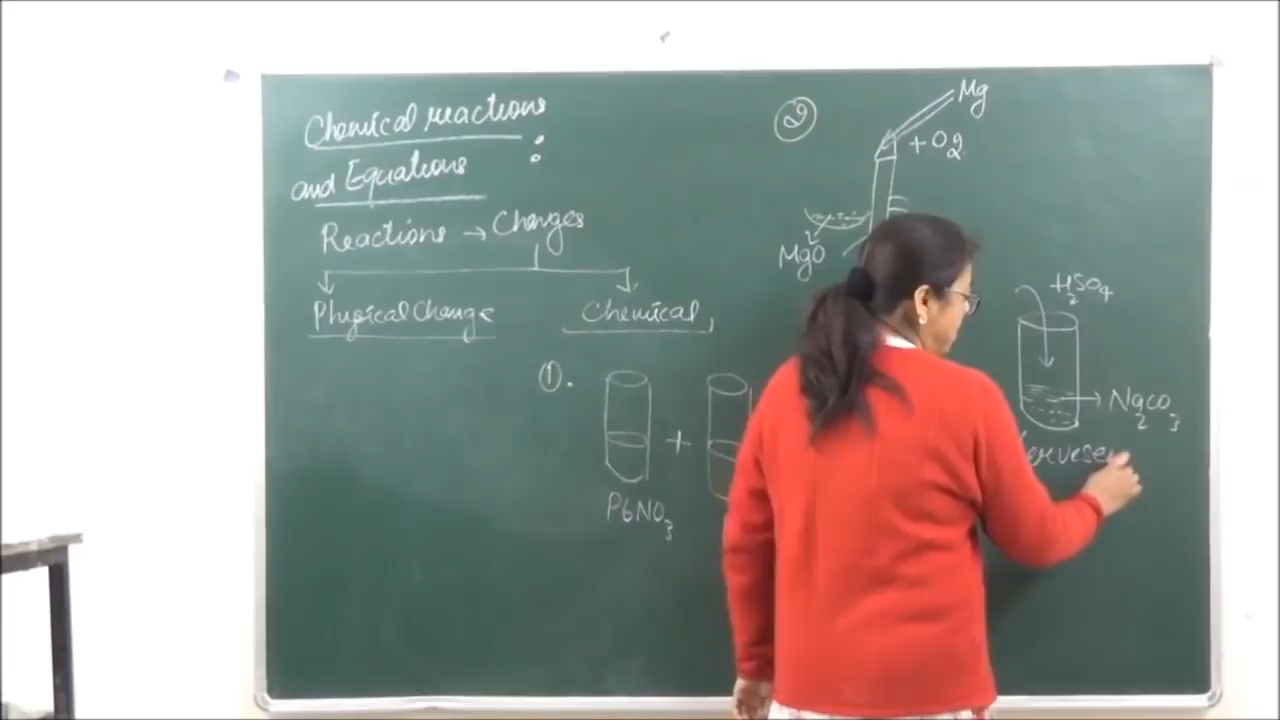 Chemical reactions
and Equations :
Reactions → Changes
Physical Change
Chemical
①.
+
PbNO3
②
Mg
+ O2
MgO
H2SO4
Na2CO3